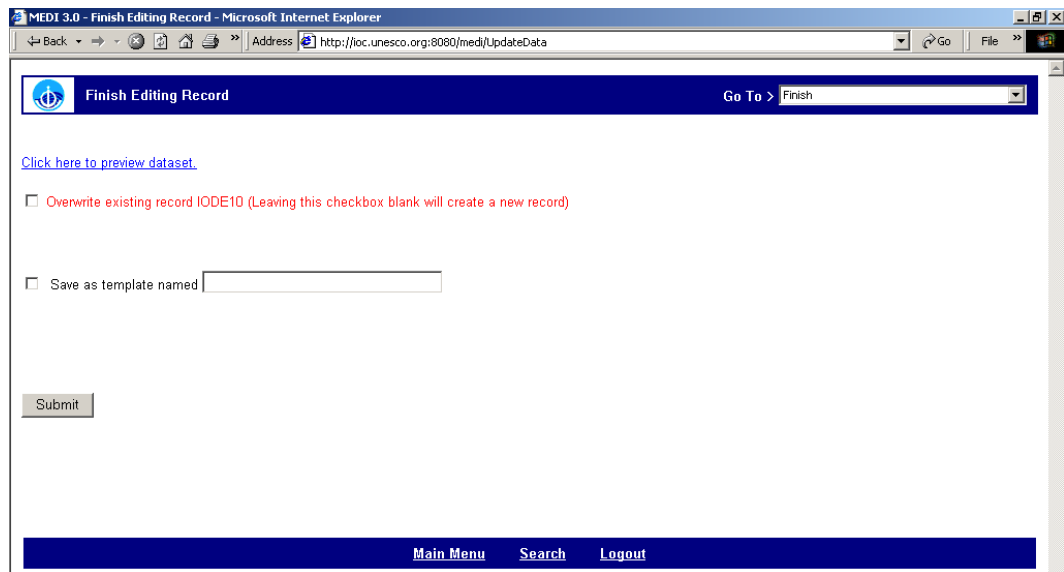 MEDI 3.0 - Finish Editing Record - Microsoft Internet Explorer
Back » Address http://ioc.unesco.org:8080/medi/UpdateData Go File »
Finish Editing Record Go To > Finish
Click here to preview dataset.
Overwrite existing record IODE10 (Leaving this checkbox blank will create a new record)
Save as template named
Submit
Main Menu Search Logout